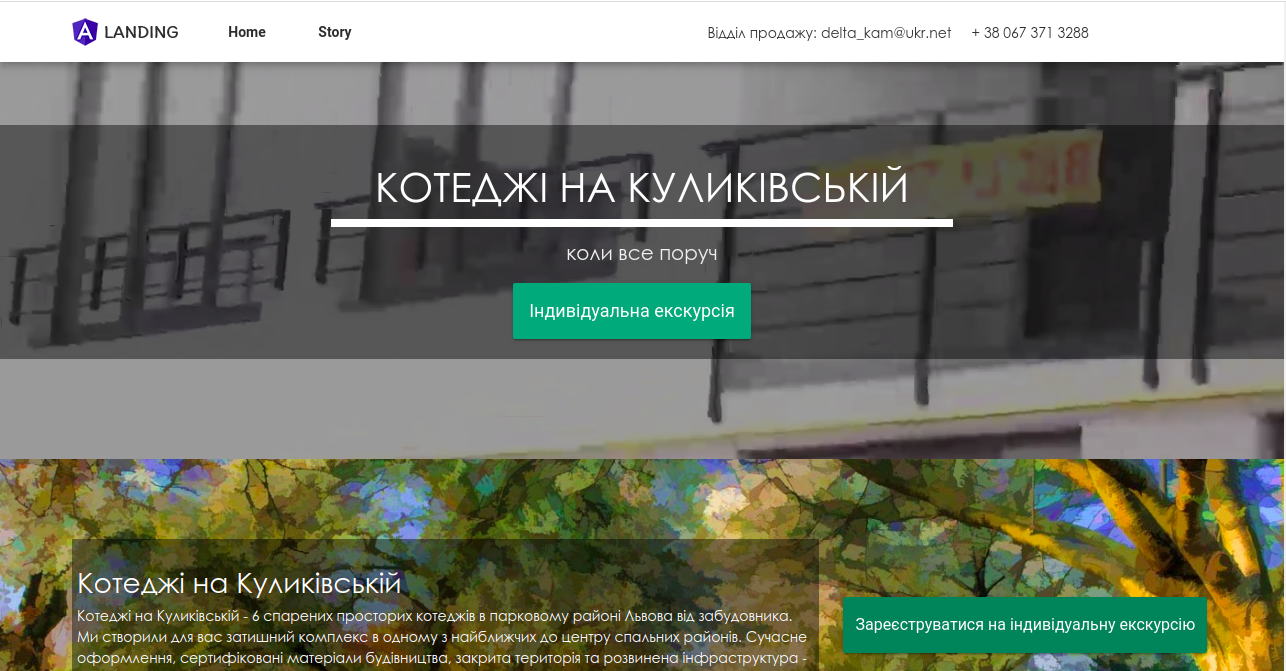 LANDING Home Story Відділ продажу: delta_kam@ukr.net + 38 067 371 3288
КОТЕДЖІ НА КУЛИКІВСЬКІЙ
коли все поруч
Індивідуальна екскурсія
Котеджі на Куликівській
Котеджі на Куликівській - 6 спарених просторих котеджів в парковому районі Львова від забудовника.
Ми створили для вас затишний комплекс в одному з найближчих до центру спальних районів. Сучасне
оформлення, сертифіковані матеріали будівництва, закрита територія та розвинена інфраструктура -
Зареєструватися на індивідуальну екскурсію